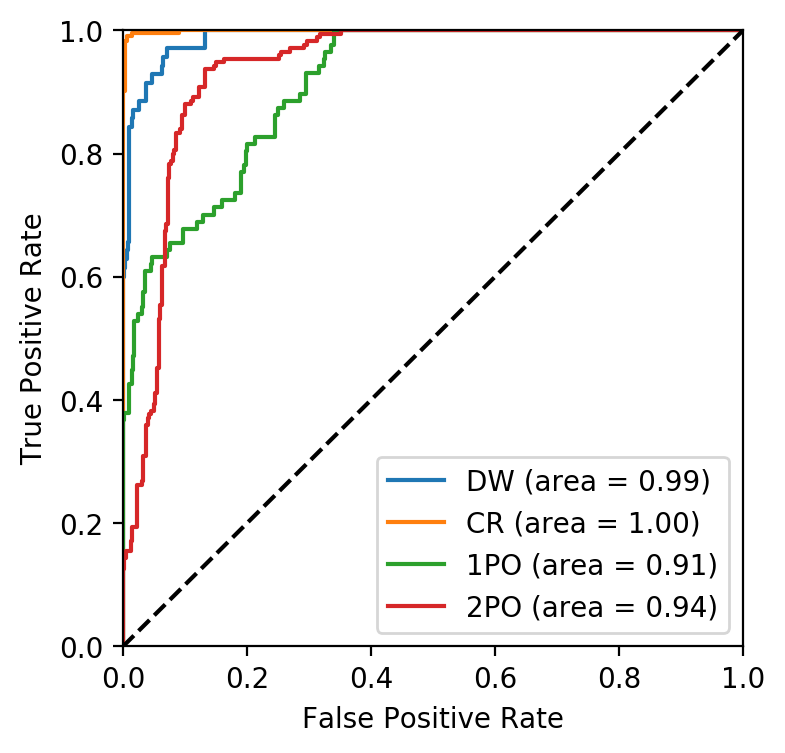 1.0
0.8
0.6
0.4
0.2
0.0
True Positive Rate
DW (area = 0.99)
CR (area = 1.00)
1PO (area = 0.91)
2PO (area = 0.94)
0.0 0.2 0.4 0.6 0.8 1.0
False Positive Rate